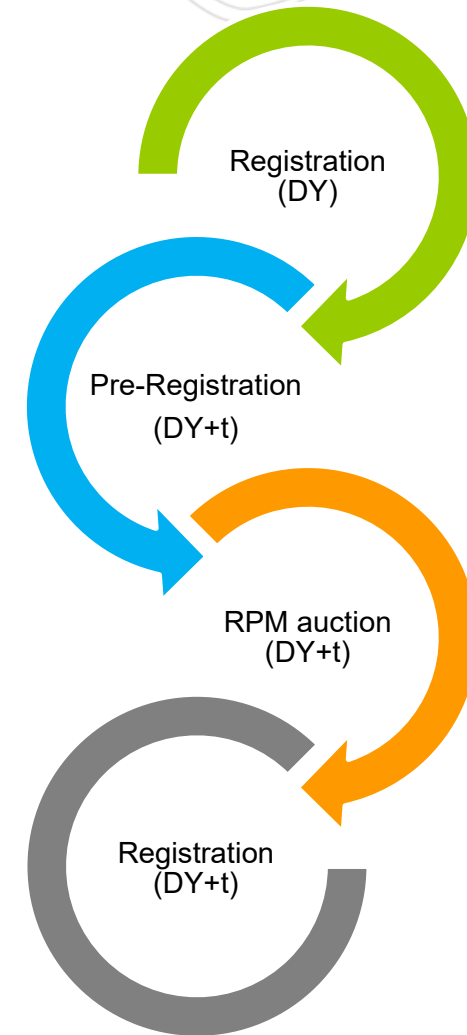 Registration
(DY)
Pre-Registration
(DY+t)
RPM auction
(DY+t)
Registration
(DY+t)